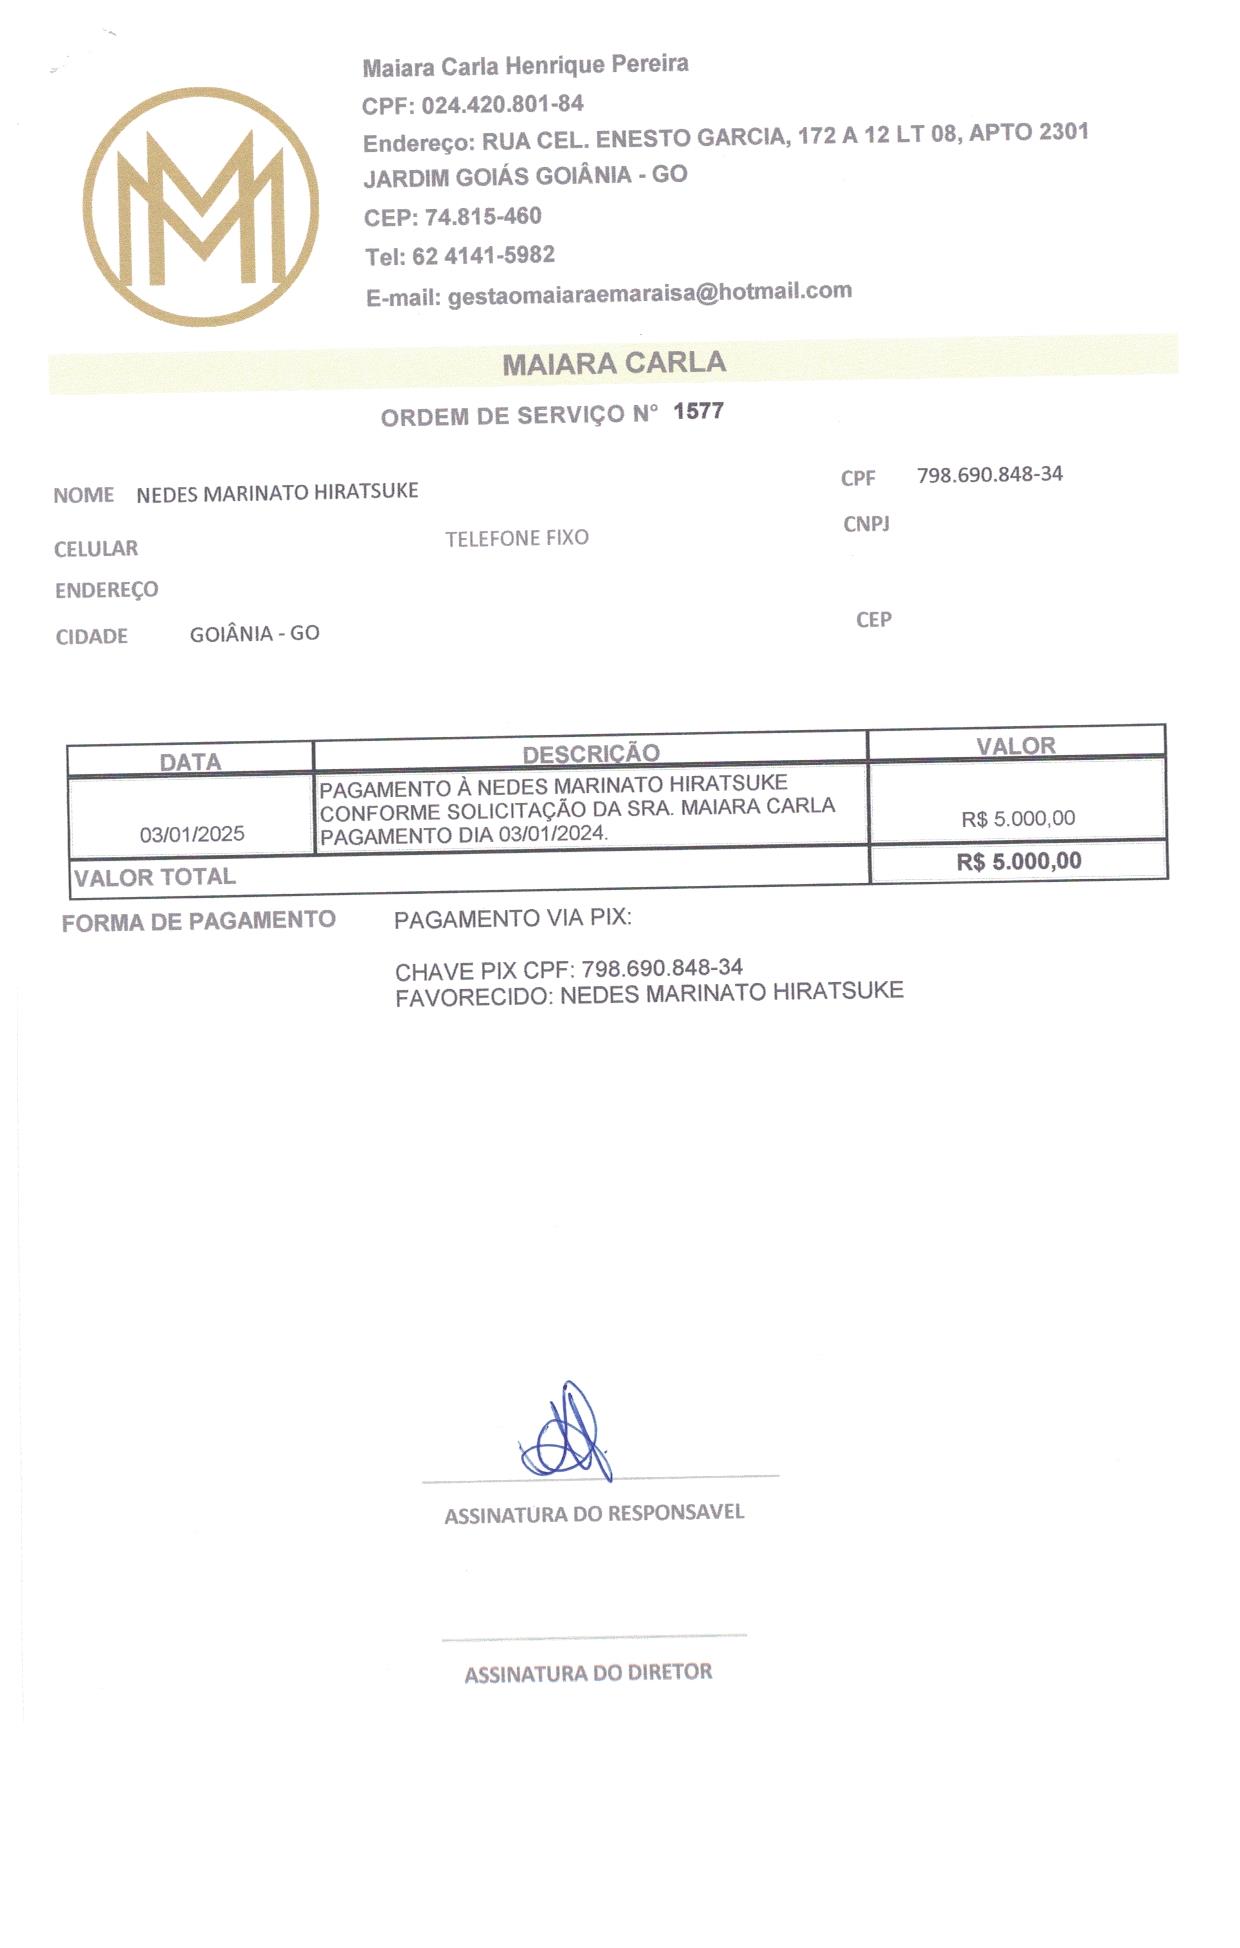 Maiara Carla Henrique Pereira
CPF: 024.420.801-84
Endereço: RUA CEL. ENESTO GARCIA, 172 A 12 LT 08, APTO 2301
JARDIM GOIÁS GOIÂNIA - GO
CEP: 74.815-460
Tel: 62 4141-5982
E-mail: gestaomaiaraemaraisa@hotmail.com
MAIARA CARLA
ORDEM DE SERVIÇO N° 1577
NOME NEDES MARINATO HIRATSUKE CPF 798.690.848-34
CELULAR TELEFONE FIXO CNPJ
ENDEREÇO
CIDADE GOIÂNIA - GO CEP
DATA DESCRIÇÃO VALOR
PAGAMENTO À NEDES MARINATO HIRATSUKE
CONFORME SOLICITAÇÃO DA SRA. MAIARA CARLA
03/01/2025 PAGAMENTO DIA 03/01/2024. R$ 5.000,00
VALOR TOTAL R$ 5.000,00
FORMA DE PAGAMENTO PAGAMENTO VIA PIX:
CHAVE PIX CPF: 798.690.848-34
FAVORECIDO: NEDES MARINATO HIRATSUKE
ASSINATURA DO RESPONSAVEL
ASSINATURA DO DIRETOR